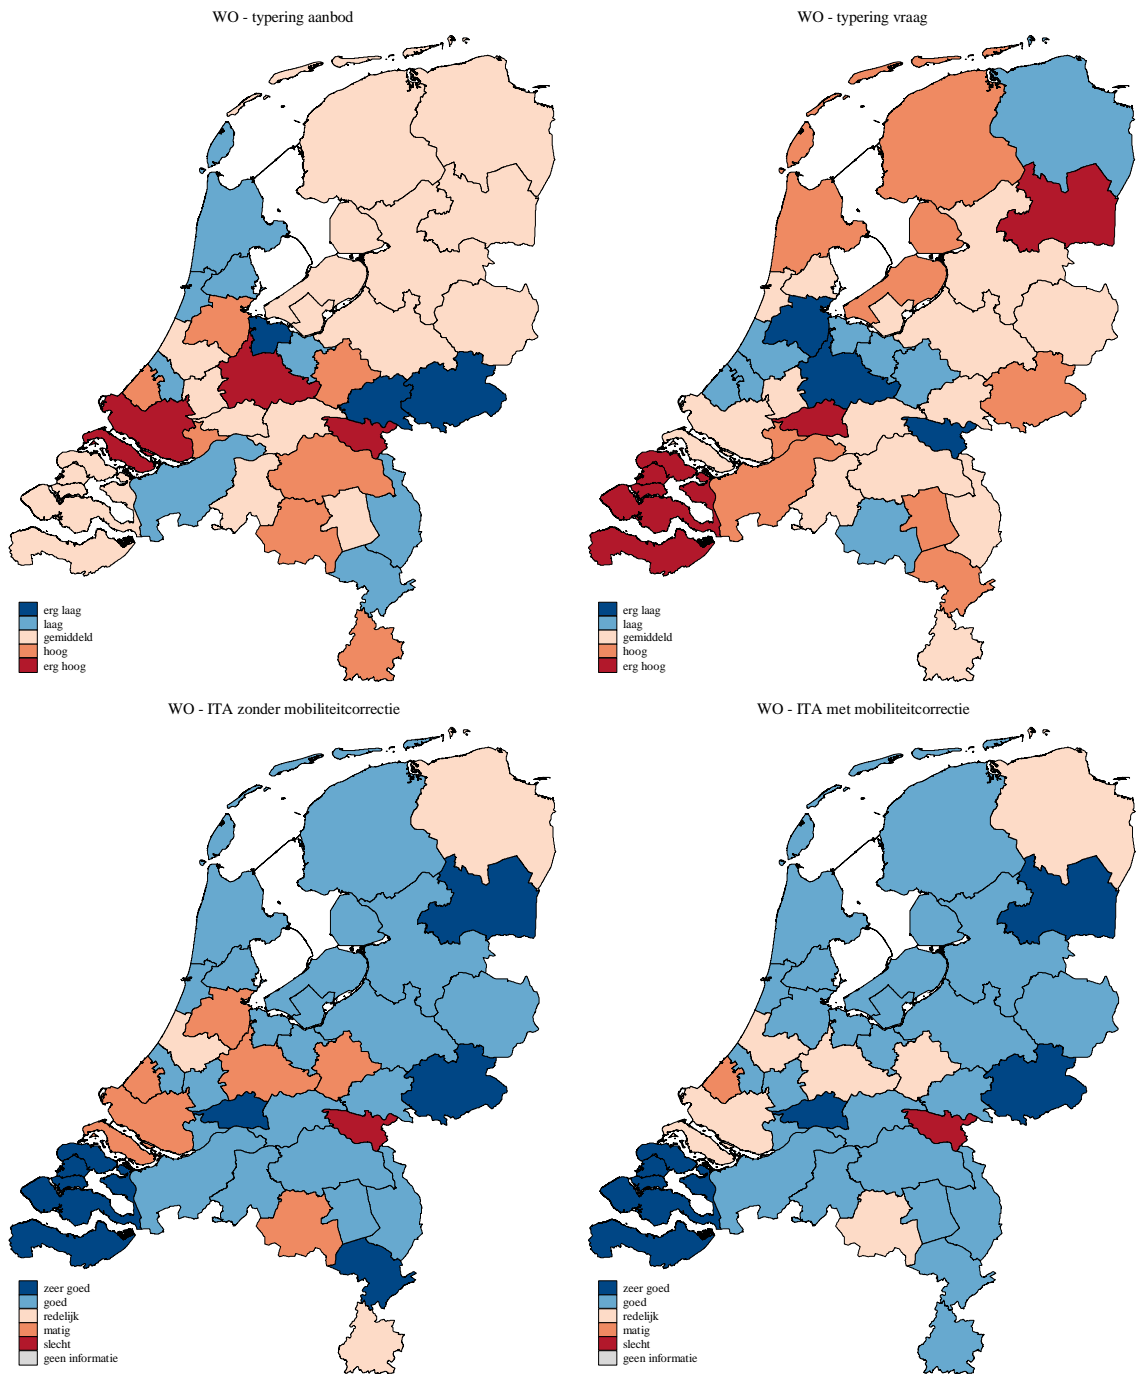 WO - typering aanbod
WO - typering vraag
erg laag
laag
gemiddeld
hoog
erg hoog
erg laag
laag
gemiddeld
hoog
erg hoog
WO - ITA zonder mobiliteitcorrectie
WO - ITA met mobiliteitcorrectie
zeer goed
goed
redelijk
matig
slecht
geen informatie
zeer goed
goed
redelijk
matig
slecht
geen informatie